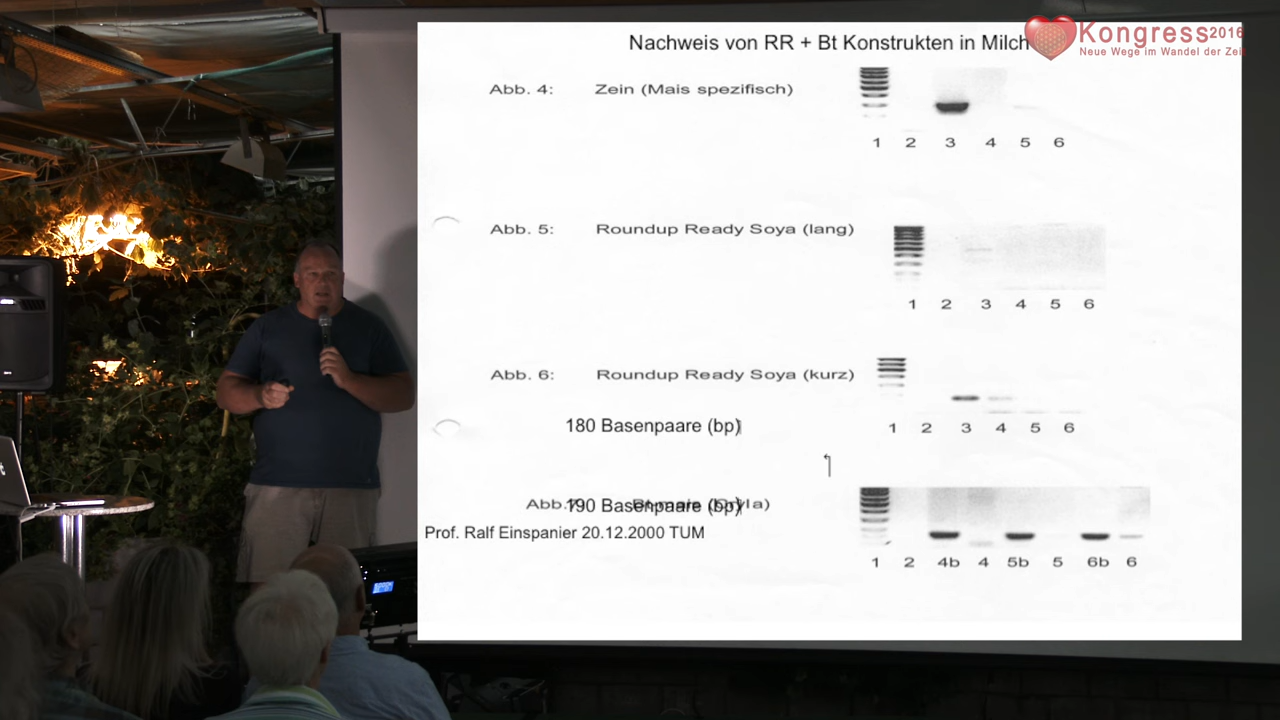 Kongress2016
Neue Wege im Wandel der Zeit
Nachweis von RR + Bt Konstrukten in Milch
Abb. 4: Zein (Mais spezifisch)
1 2 3 4 5 6
Abb. 5: Roundup Ready Soya (lang)
1 2 3 4 5 6
Abb. 6: Roundup Ready Soya (kurz)
180 Basenpaare (bp)
1 2 3 4 5 6
Abb.
190 Basenpaare (bp)
Prof. Ralf Einspanier 20.12.2000 TUM
1 2 4b 4 5b 5 6b 6